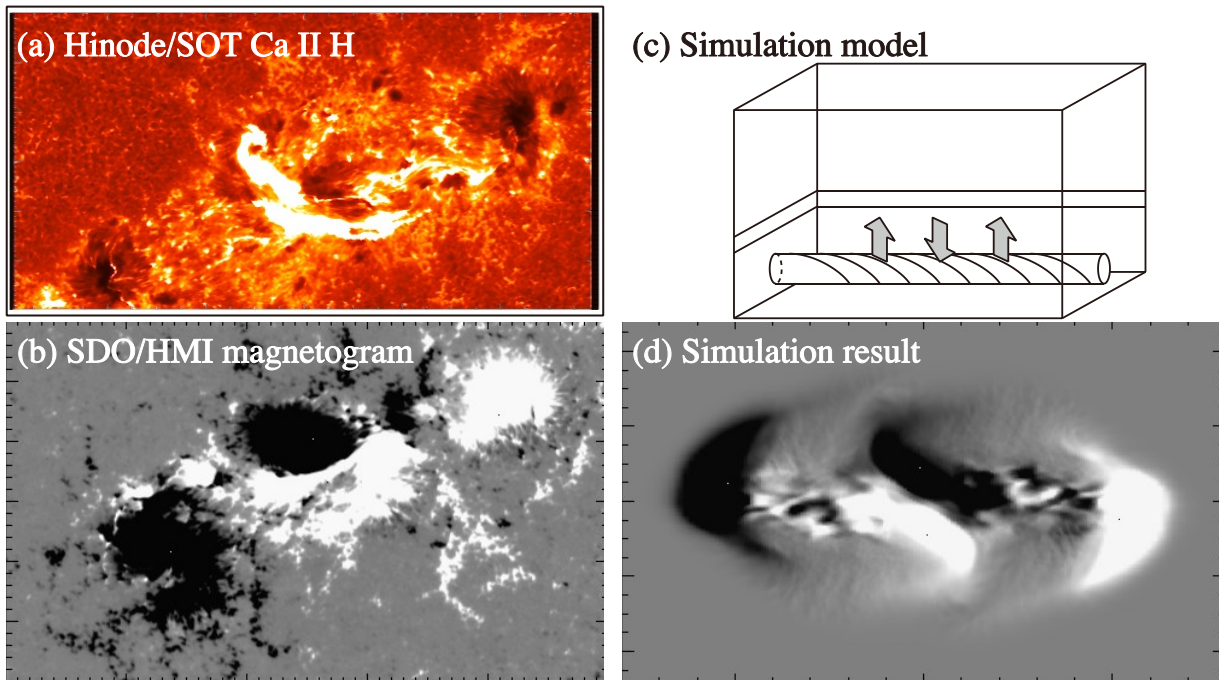 (a) Hinode/SOT Ca II H
(c) Simulation model
(b) SDO/HMI magnetogram
(d) Simulation result